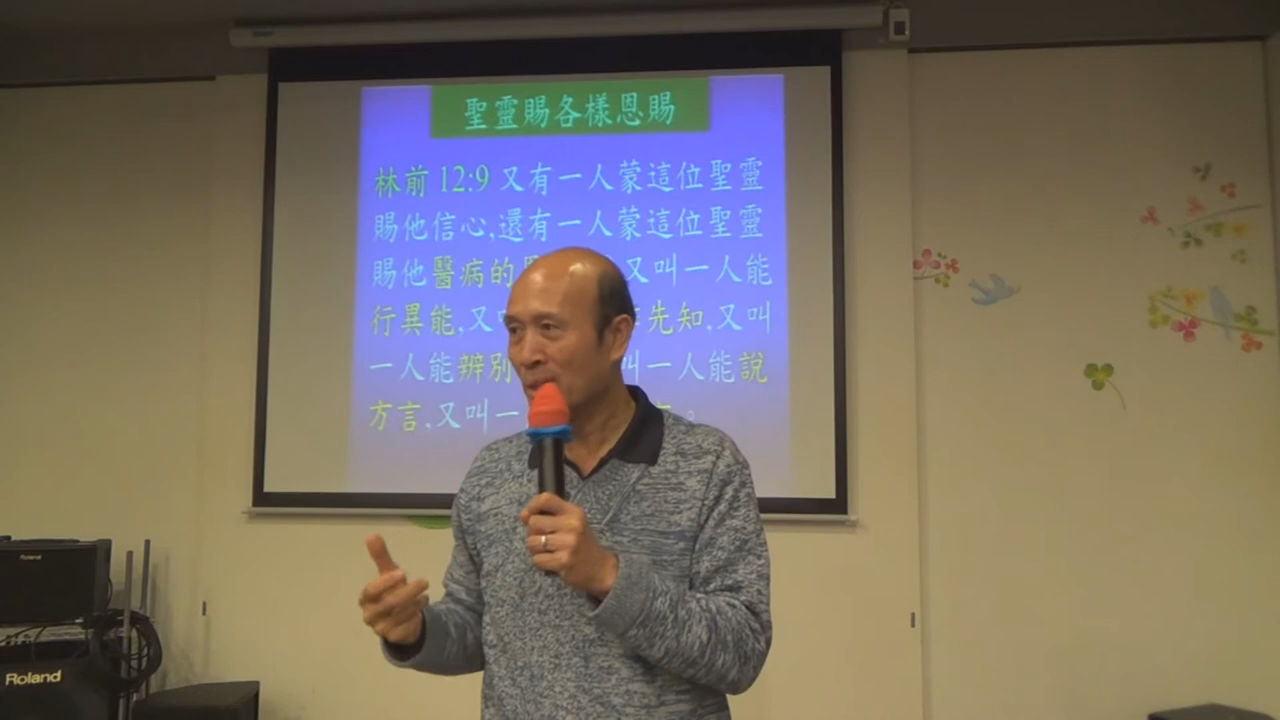 聖靈賜各樣恩賜
林前 12:9 又有一人蒙這位聖靈
賜他信心,還有一人蒙這位聖靈
賜他醫病的 又叫一人能
行異能,又 先知,又叫
一人能辨別 叫一人能說
方言,又叫一 。
Roland
Roland